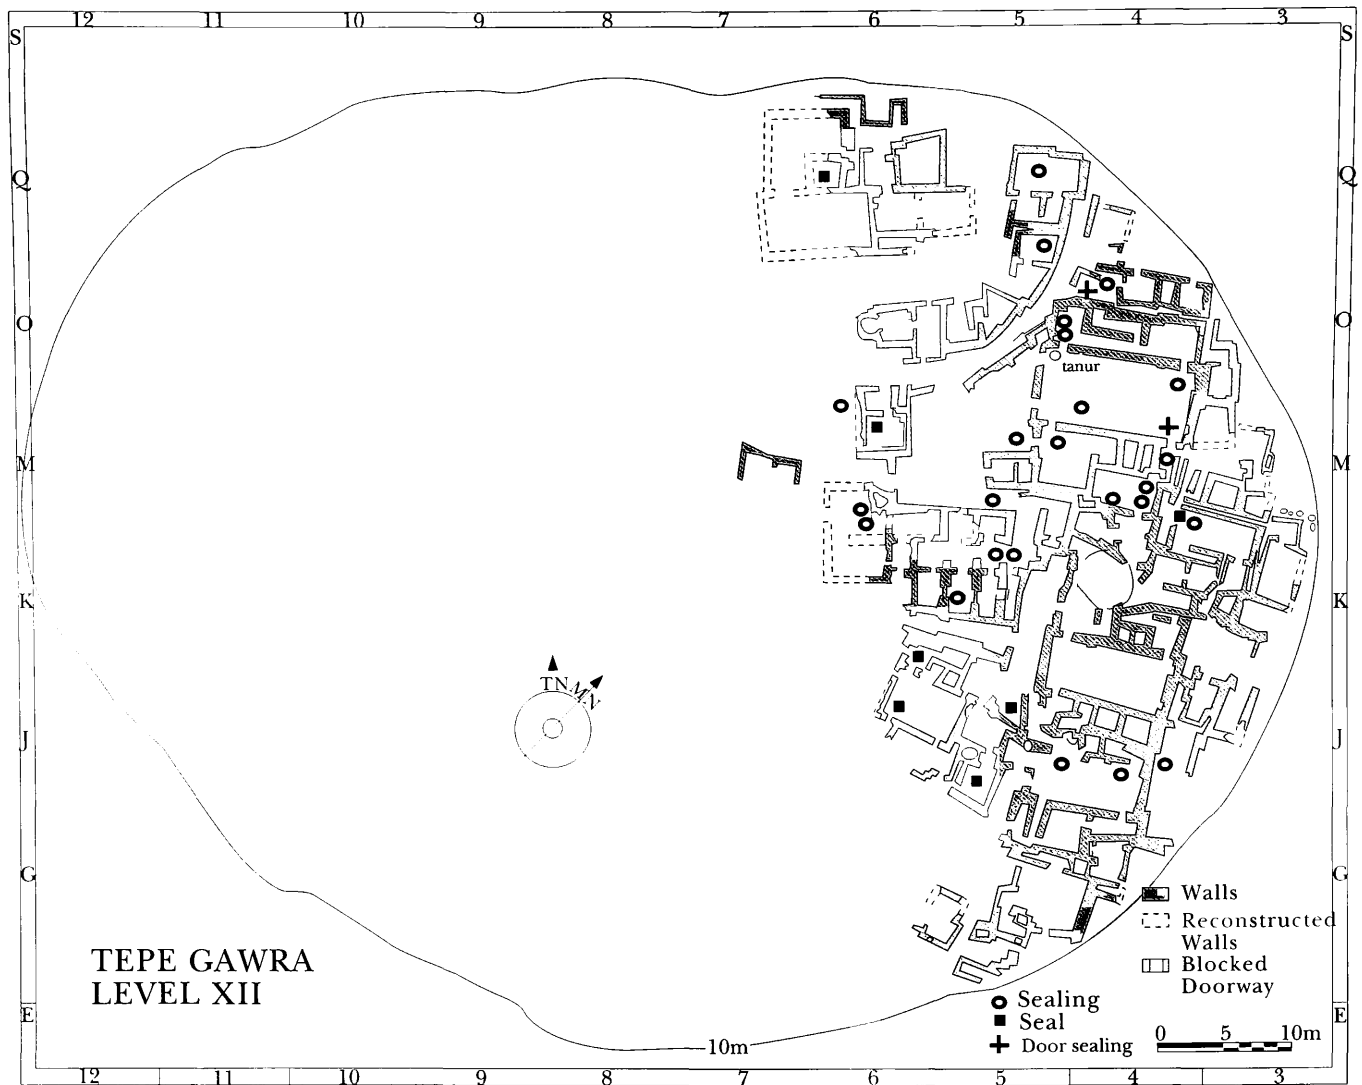 12 11 10 9 8 7 6 5 4 3
S S
Q Q
O O
tanur
M M
K K
TN MN
J J
G G
Walls
Reconstructed
Walls
Blocked
Doorway
TEPE GAWRA
LEVEL XII
Sealing
Seal
Door sealing
E E
0 5 10m
10m
12 11 10 9 8 7 6 5 4 3